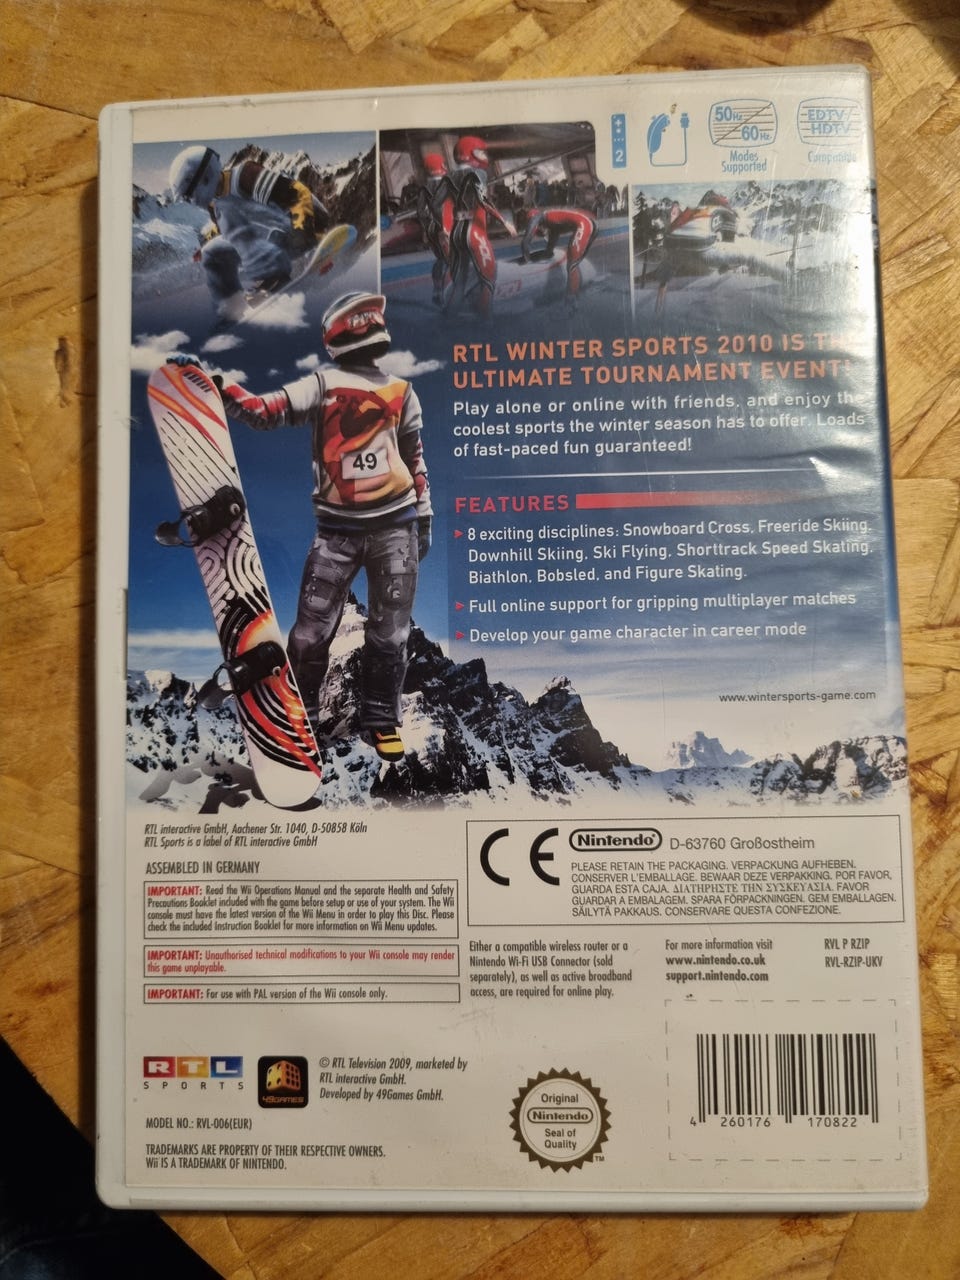 2
50Hz
60Hz
Modes
Supported
EDTV
HDTV
Compatible
RTL WINTER SPORTS 2010 IS THE
ULTIMATE TOURNAMENT EVENT!
Play alone or online with friends, and enjoy the
coolest sports the winter season has to offer. Loads
of fast-paced fun guaranteed!
49
FEATURES
8 exciting disciplines: Snowboard Cross, Freeride Skiing,
Downhill Skiing, Ski Flying, Shorttrack Speed Skating,
Biathlon, Bobsled, and Figure Skating.
Full online support for gripping multiplayer matches
Develop your game character in career mode
www.wintersports-game.com
RTL interactive GmbH, Aachener Str. 1040, D-50858 Köln
RTL Sports is a label of RTL interactive GmbH
ASSEMBLED IN GERMANY
IMPORTANT: Read the Wii Operations Manual and the separate Health and Safety
Precautions Booklet included with the game before setup or use of your system. The Wii
console must have the latest version of the Wii Menu in order to play this Disc. Please
check the included Instruction Booklet for more information on Wii Menu updates.
IMPORTANT: Unauthorised technical modifications to your Wii console may render
this game unplayable.
IMPORTANT: For use with PAL version of the Wii console only.
CE
Nintendo
D-63760 Großostheim
PLEASE RETAIN THE PACKAGING. VERPACKUNG AUFHEBEN.
CONSERVER L'EMBALLAGE. BEWAAR DEZE VERPAKKING. POR FAVOR,
GUARDA ESTA CAJA. ΔΙΑΤΗΡΗΣΤΕ ΤΗΝ ΣΥΣΚΕΥΑΣΙΑ. FAVOR
GUARDAR A EMBALAGEM. SPARA FÖRPACKNINGEN. GEM EMBALLAGEN.
SÄILYTÄ PAKKAUS. CONSERVARE QUESTA CONFEZIONE.
Either a compatible wireless router or a
Nintendo Wi-Fi USB Connector (sold
separately), as well as active broadband
access, are required for online play.
For more information visit
www.nintendo.co.uk
support.nintendo.com
RVL P RZIP
RVL-RZIP-UKV
RTL
SPORTS
49GAMES
© RTL Television 2009, marketed by
RTL interactive GmbH.
Developed by 49Games GmbH.
MODEL NO.: RVL-006(EUR)
TRADEMARKS ARE PROPERTY OF THEIR RESPECTIVE OWNERS.
Wii IS A TRADEMARK OF NINTENDO.
Original
Nintendo
Seal of
Quality
TM
4 260176 170822